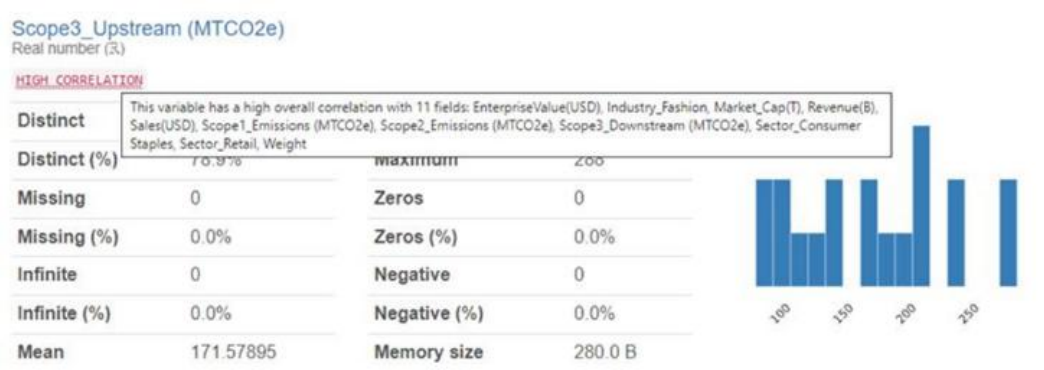 Scope3_Upstream (MTCO2e)
Real number (ℝ)
HIGH CORRELATION
This variable has a high overall correlation with 11 fields: EnterpriseValue(USD), Industry_Fashion, Market_Cap(T), Revenue(B),
Sales(USD), Scope1_Emissions (MTCO2e), Scope2_Emissions (MTCO2e), Scope3_Downstream (MTCO2e), Sector_Consumer
Staples, Sector_Retail, Weight
Distinct
Distinct (%) 78.9% Maximum 288
Missing 0 Zeros 0
Missing (%) 0.0% Zeros (%) 0.0%
Infinite 0 Negative 0
Infinite (%) 0.0% Negative (%) 0.0%
Mean 171.57895 Memory size 280.0 B
100 150 200 250